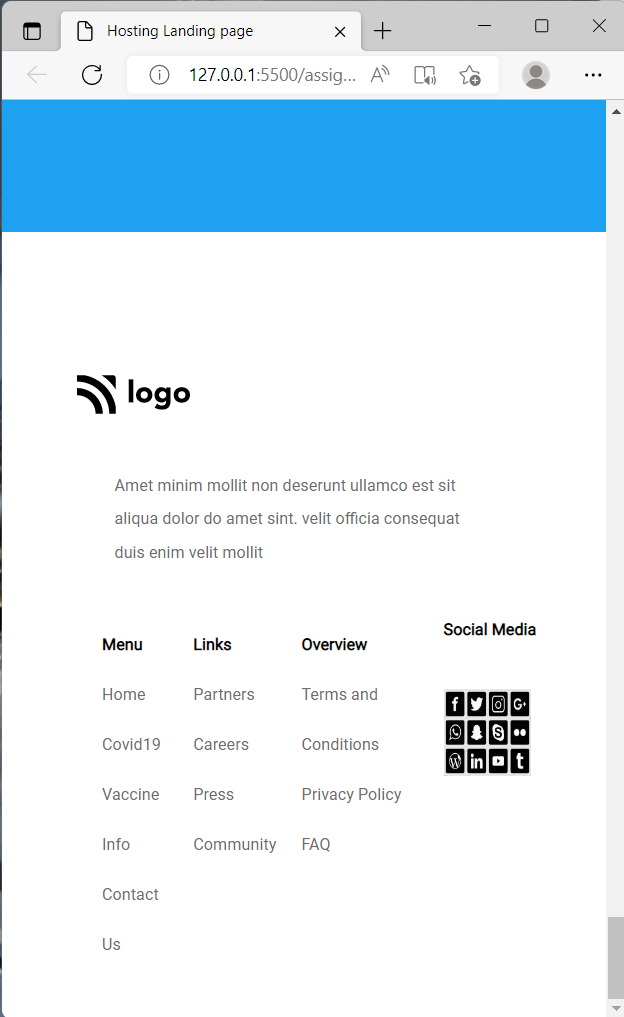 Hosting Landing page
127.0.0.1:5500/assig...
logo
Amet minim mollit non deserunt ullamco est sit
aliqua dolor do amet sint. velit officia consequat
duis enim velit mollit
Menu
Home
Covid19
Vaccine
Info
Contact
Us
Links
Partners
Careers
Press
Community
Overview
Terms and
Conditions
Privacy Policy
FAQ
Social Media